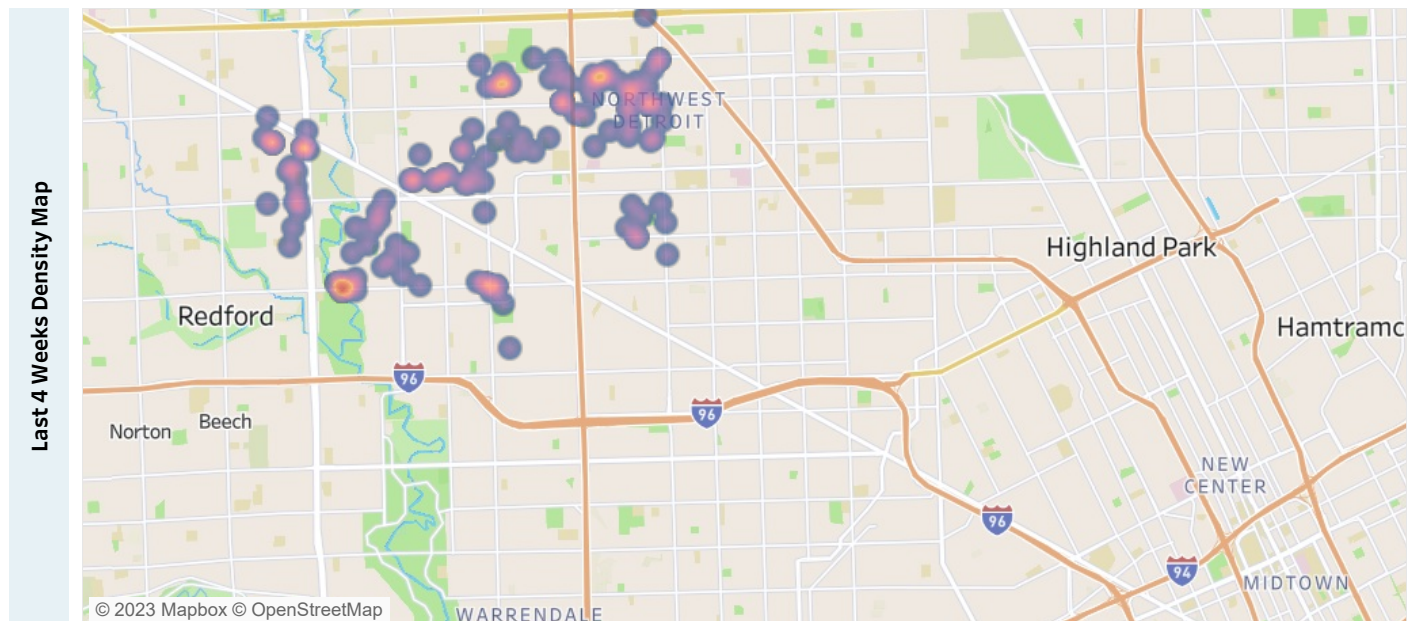 Last 4 Weeks Density Map
NORTHWEST
DETROIT
Highland Park
Redford
Hamtramc
96
Beech
Norton
96
NEW
CENTER
96
94
MIDTOWN
© 2023 Mapbox © OpenStreetMap
WARRENDALE